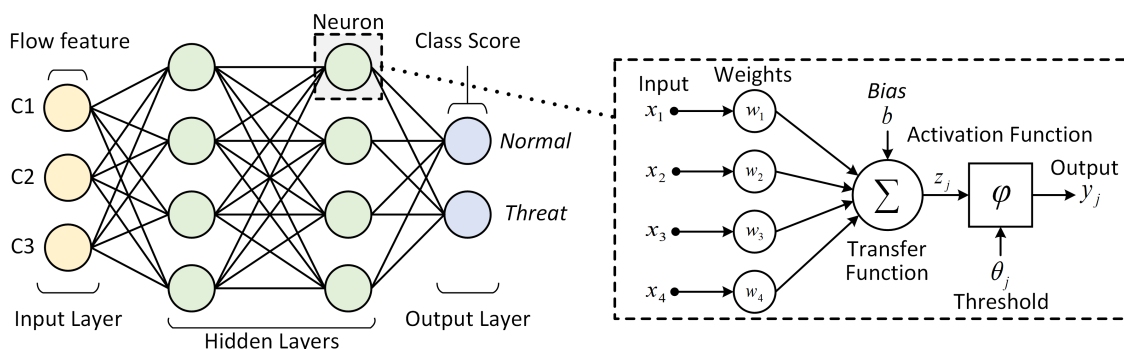 Neuron
Flow feature
Class Score
C1
C2
C3
Normal
Threat
Input Layer
Hidden Layers
Output Layer
Input
Weights
x₁
w₁
x₂
w₂
x₃
w₃
x₄
w₄
Bias
b
Σ
Transfer
Function
zⱼ
Activation Function
φ
Output
yⱼ
θⱼ
Threshold